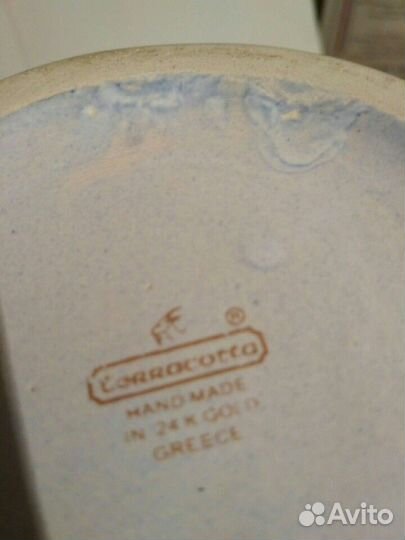 ®
Terracotta
HAND MADE
IN 24 K GOLD
GREECE
Avito